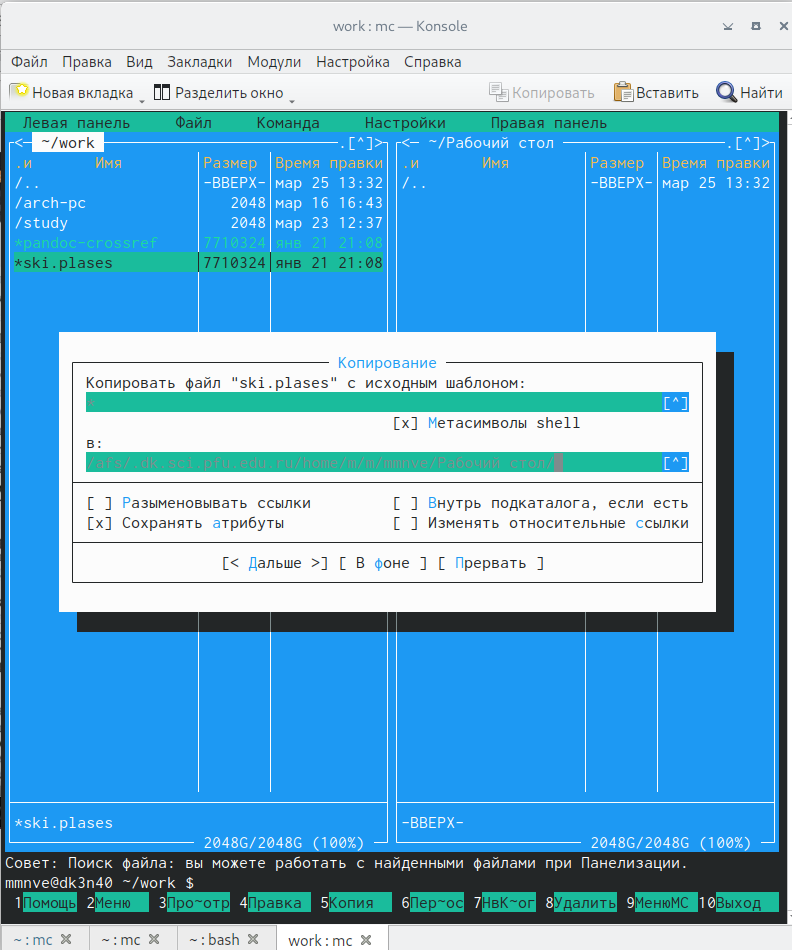 work : mc — Konsole
Файл Правка Вид Закладки Модули Настройка Справка
Новая вкладка Разделить окно Копировать Вставить Найти
Левая панель Файл Команда Настройки Правая панель
<─ ~/work .[^]> <─ ~/Рабочий стол .[^]>
.и Имя Размер Время правки .и Имя Размер Время правки
/.. -ВВЕРХ- мар 25 13:32 /.. -ВВЕРХ- мар 25 13:32
/arch-pc 2048 мар 16 16:43
/study 2048 мар 23 12:37
*pandoc-crossref 7710324 янв 21 21:08
*ski.plases 7710324 янв 21 21:08
Копирование
Копировать файл "ski.plases" с исходным шаблоном:
* [^]
[x] Метасимволы shell
в:
/afs/.dk.sci.pfu.edu.ru/home/m/m/mmnve/Рабочий стол/ [^]
[ ] Разыменовывать ссылки [ ] Внутрь подкаталога, если есть
[x] Сохранять атрибуты [ ] Изменять относительные ссылки
[< Дальше >] [ В фоне ] [ Прервать ]
*ski.plases -ВВЕРХ-
2048G/2048G (100%) 2048G/2048G (100%)
Совет: Поиск файла: вы можете работать с найденными файлами при Панелизации.
mmnve@dk3n40 ~/work $
1Помощь 2Меню 3Про~отр 4Правка 5Копия 6Пер~ос 7НвК~ог 8Удалить 9МенюМС 10Выход
~ : mc ~ : mc ~ : bash work : mc